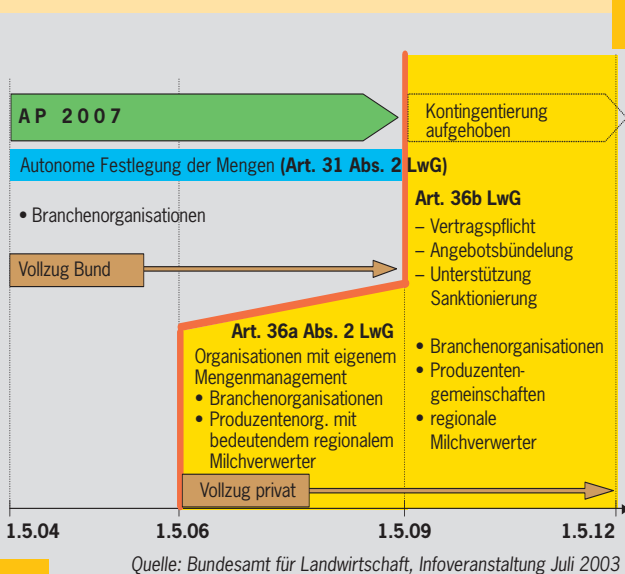 AP 2007
Kontingentierung
aufgehoben
Autonome Festlegung der Mengen (Art. 31 Abs. 2 LwG)
• Branchenorganisationen
Vollzug Bund
Art. 36b LwG
– Vertragspflicht
– Angebotsbündelung
– Unterstützung
Sanktionierung
• Branchenorganisationen
• Produzenten-
gemeinschaften
• regionale
Milchverwerter
Art. 36a Abs. 2 LwG
Organisationen mit eigenem
Mengenmanagement
• Branchenorganisationen
• Produzentenorg. mit
bedeutendem regionalem
Milchverwerter
Vollzug privat
1.5.04 1.5.06 1.5.09 1.5.12
Quelle: Bundesamt für Landwirtschaft, Infoveranstaltung Juli 2003